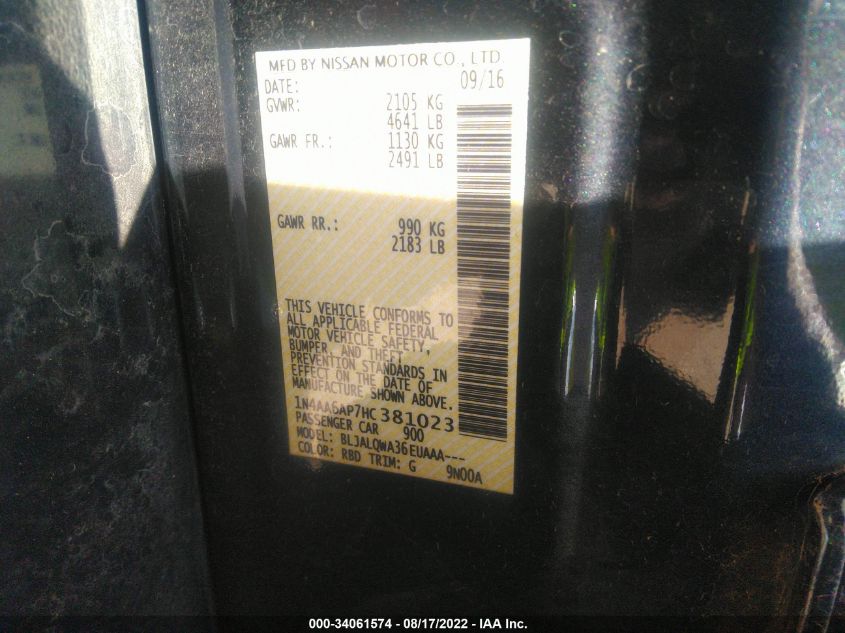 MFD BY NISSAN MOTOR CO., LTD.
DATE: 09/16
GVWR: 2105 KG
4641 LB
GAWR FR.: 1130 KG
2491 LB
GAWR RR.: 990 KG
2183 LB
THIS VEHICLE CONFORMS TO
ALL APPLICABLE FEDERAL
MOTOR VEHICLE SAFETY,
BUMPER, AND THEFT
PREVENTION STANDARDS IN
EFFECT ON THE DATE OF
MANUFACTURE SHOWN ABOVE.
1N4AA6AP7HC381023
PASSENGER CAR 900
MODEL: BLJALQWA36EUAAA---
COLOR: RBD TRIM: G 9N00A
000-34061574 - 08/17/2022 - IAA Inc.